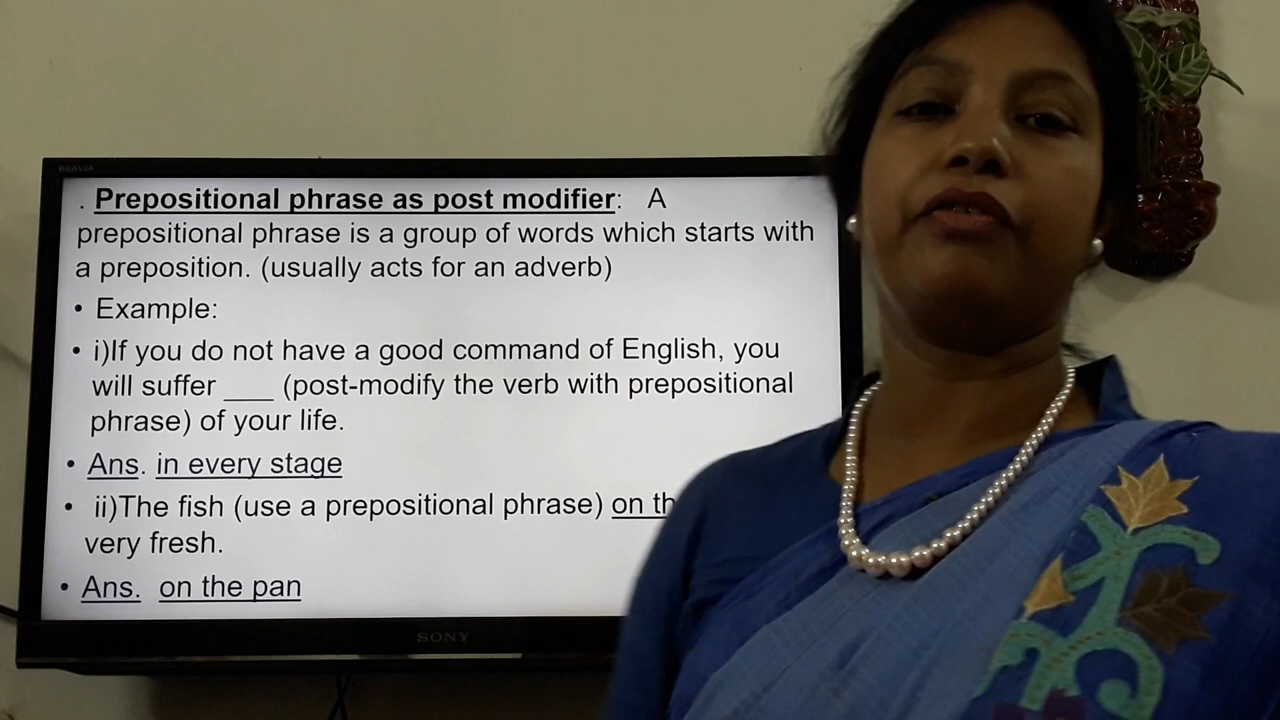 BRAVIA
. Prepositional phrase as post modifier: A
prepositional phrase is a group of words which starts with
a preposition. (usually acts for an adverb)
• Example:
• i)If you do not have a good command of English, you
will suffer ___ (post-modify the verb with prepositional
phrase) of your life.
• Ans. in every stage
• ii)The fish (use a prepositional phrase) on
very fresh.
• Ans. on the pan
SONY